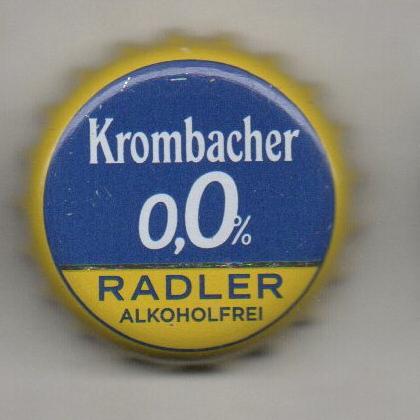 Krombacher
0,0%
RADLER
ALKOHOLFREI